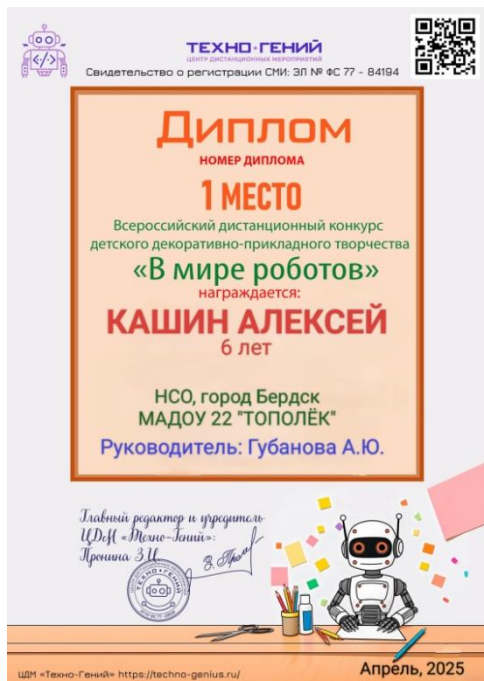 ТЕХНО·ГЕНИЙ
ЦЕНТР ДИСТАНЦИОННЫХ МЕРОПРИЯТИЙ
Свидетельство о регистрации СМИ: ЭЛ № ФС 77 - 84194
</>
Диплом
НОМЕР ДИПЛОМА
1 МЕСТО
Всероссийский дистанционный конкурс
детского декоративно-прикладного творчества
«В мире роботов»
награждается:
КАШИН АЛЕКСЕЙ
6 лет
НСО, город Бердск
МАДОУ 22 "ТОПОЛЁК"
Руководитель: Губанова А.Ю.
Главный редактор и учредитель
ЦДМ «Техно-Гений»:
Пронина З.И.
ТЕХНО·ГЕНИЙ
ЦДМ «Техно-Гений» https://techno-genius.ru/
Апрель, 2025